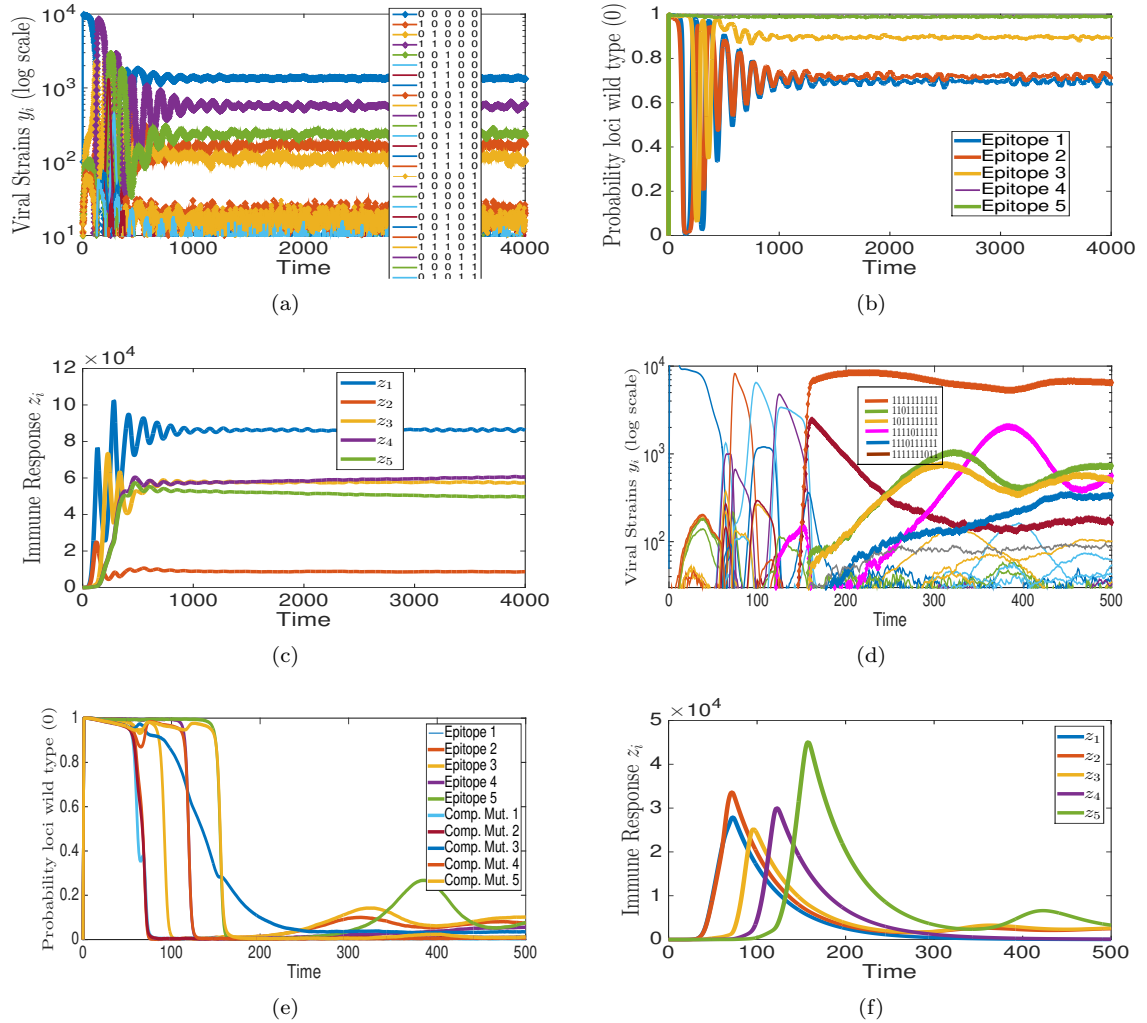 10^4
10^3
10^2
10^1
Viral Strains y_i (log scale)
0 0 0 0 0
1 0 0 0 0
0 1 0 0 0
1 1 0 0 0
0 0 1 0 0
1 0 1 0 0
0 1 1 0 0
1 1 1 0 0
0 0 0 1 0
1 0 0 1 0
0 1 0 1 0
1 1 0 1 0
0 0 1 1 0
1 0 1 1 0
0 1 1 1 0
1 1 1 1 0
0 0 0 0 1
1 0 0 0 1
0 1 0 0 1
1 1 0 0 1
0 0 1 0 1
1 0 1 0 1
0 1 1 0 1
1 1 1 0 1
0 0 0 1 1
1 0 0 1 1
0 1 0 1 1
0 1000 2000 3000 4000
Time
(a)
1
0.8
0.6
0.4
0.2
0
Probability loci wild type (0)
Epitope 1
Epitope 2
Epitope 3
Epitope 4
Epitope 5
0 1000 2000 3000 4000
Time
(b)
×10^4
12
10
8
6
4
2
0
Immune Response z_i
z_1
z_2
z_3
z_4
z_5
0 1000 2000 3000 4000
Time
(c)
10^4
10^3
10^2
Viral Strains y_i (log scale)
1111111111
1101111111
1011111111
1111011111
1101111111
1111111011
0 100 200 300 400 500
Time
(d)
1
0.8
0.6
0.4
0.2
0
Probability loci wild type (0)
Epitope 1
Epitope 2
Epitope 3
Epitope 4
Epitope 5
Comp. Mut. 1
Comp. Mut. 2
Comp. Mut. 3
Comp. Mut. 4
Comp. Mut. 5
0 100 200 300 400 500
Time
(e)
×10^4
5
4
3
2
1
0
Immune Response z_i
z_1
z_2
z_3
z_4
z_5
0 100 200 300 400 500
Time
(f)